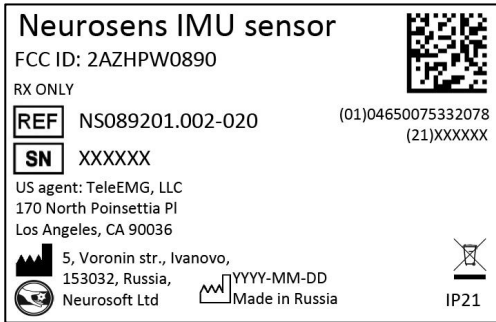 Neurosens IMU sensor
FCC ID: 2AZHPW0890
RX ONLY
REF NS089201.002-020
(01)04650075332078
(21)XXXXXX
SN XXXXXX
US agent: TeleEMG, LLC
170 North Poinsettia Pl
Los Angeles, CA 90036
5, Voronin str., Ivanovo,
153032, Russia,
Neurosoft Ltd
YYYY-MM-DD
Made in Russia
IP21